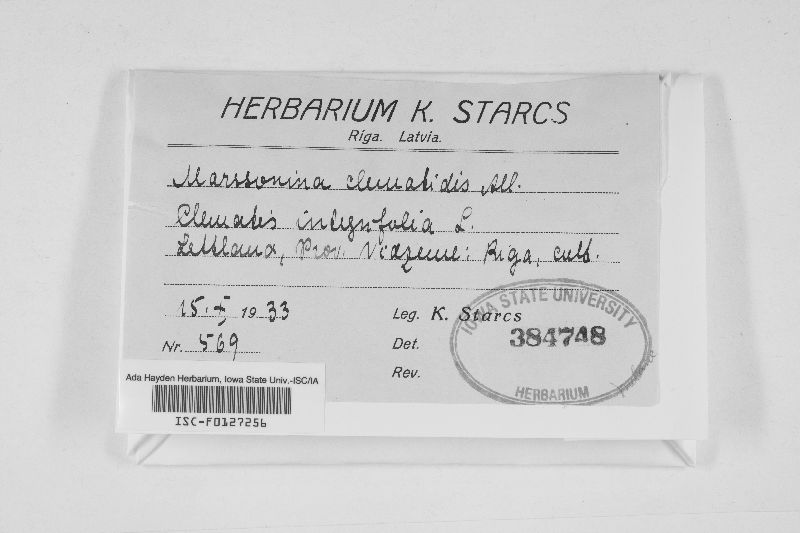 HERBARIUM K. STARCS
Riga. Latvia.
Marssonina clematidis All.
Clematis integrifolia L.
Lettland, Prov. Vidzeme: Riga, cult.
15. X 1933
Leg. K. Starcs
Nr. 569
Det.
Rev.
IOWA STATE UNIVERSITY
384748
HERBARIUM
Ada Hayden Herbarium, Iowa State Univ.-ISC/IA
ISC-F0127256